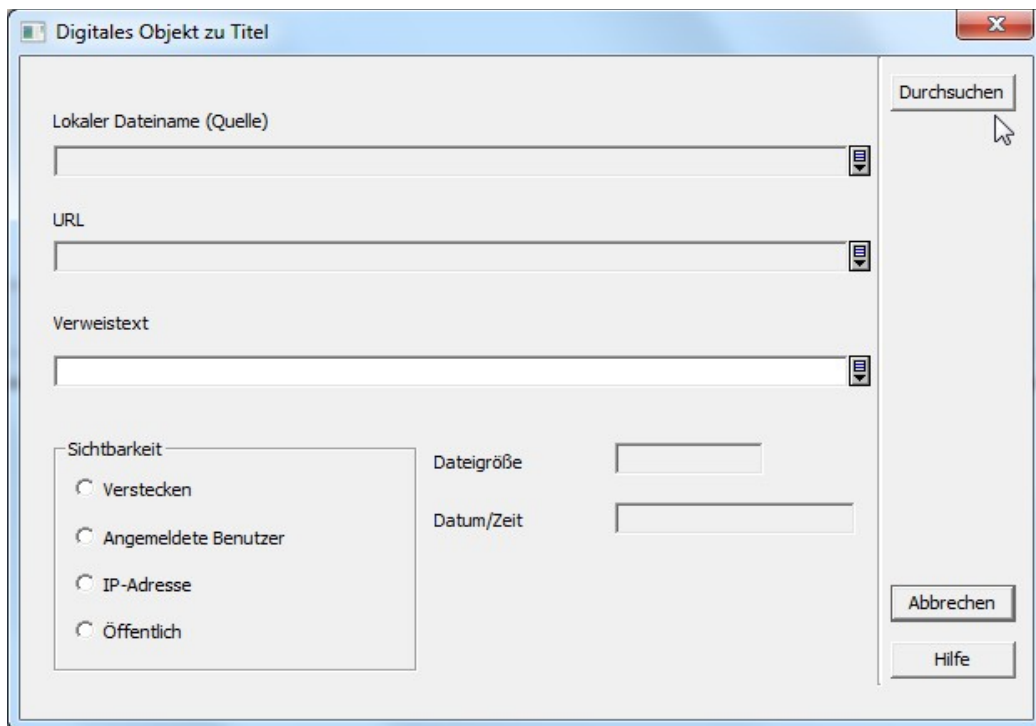 Digitales Objekt zu Titel
Durchsuchen
Lokaler Dateiname (Quelle)
URL
Verweistext
Sichtbarkeit
Verstecken
Angemeldete Benutzer
IP-Adresse
Öffentlich
Dateigröße
Datum/Zeit
Abbrechen
Hilfe